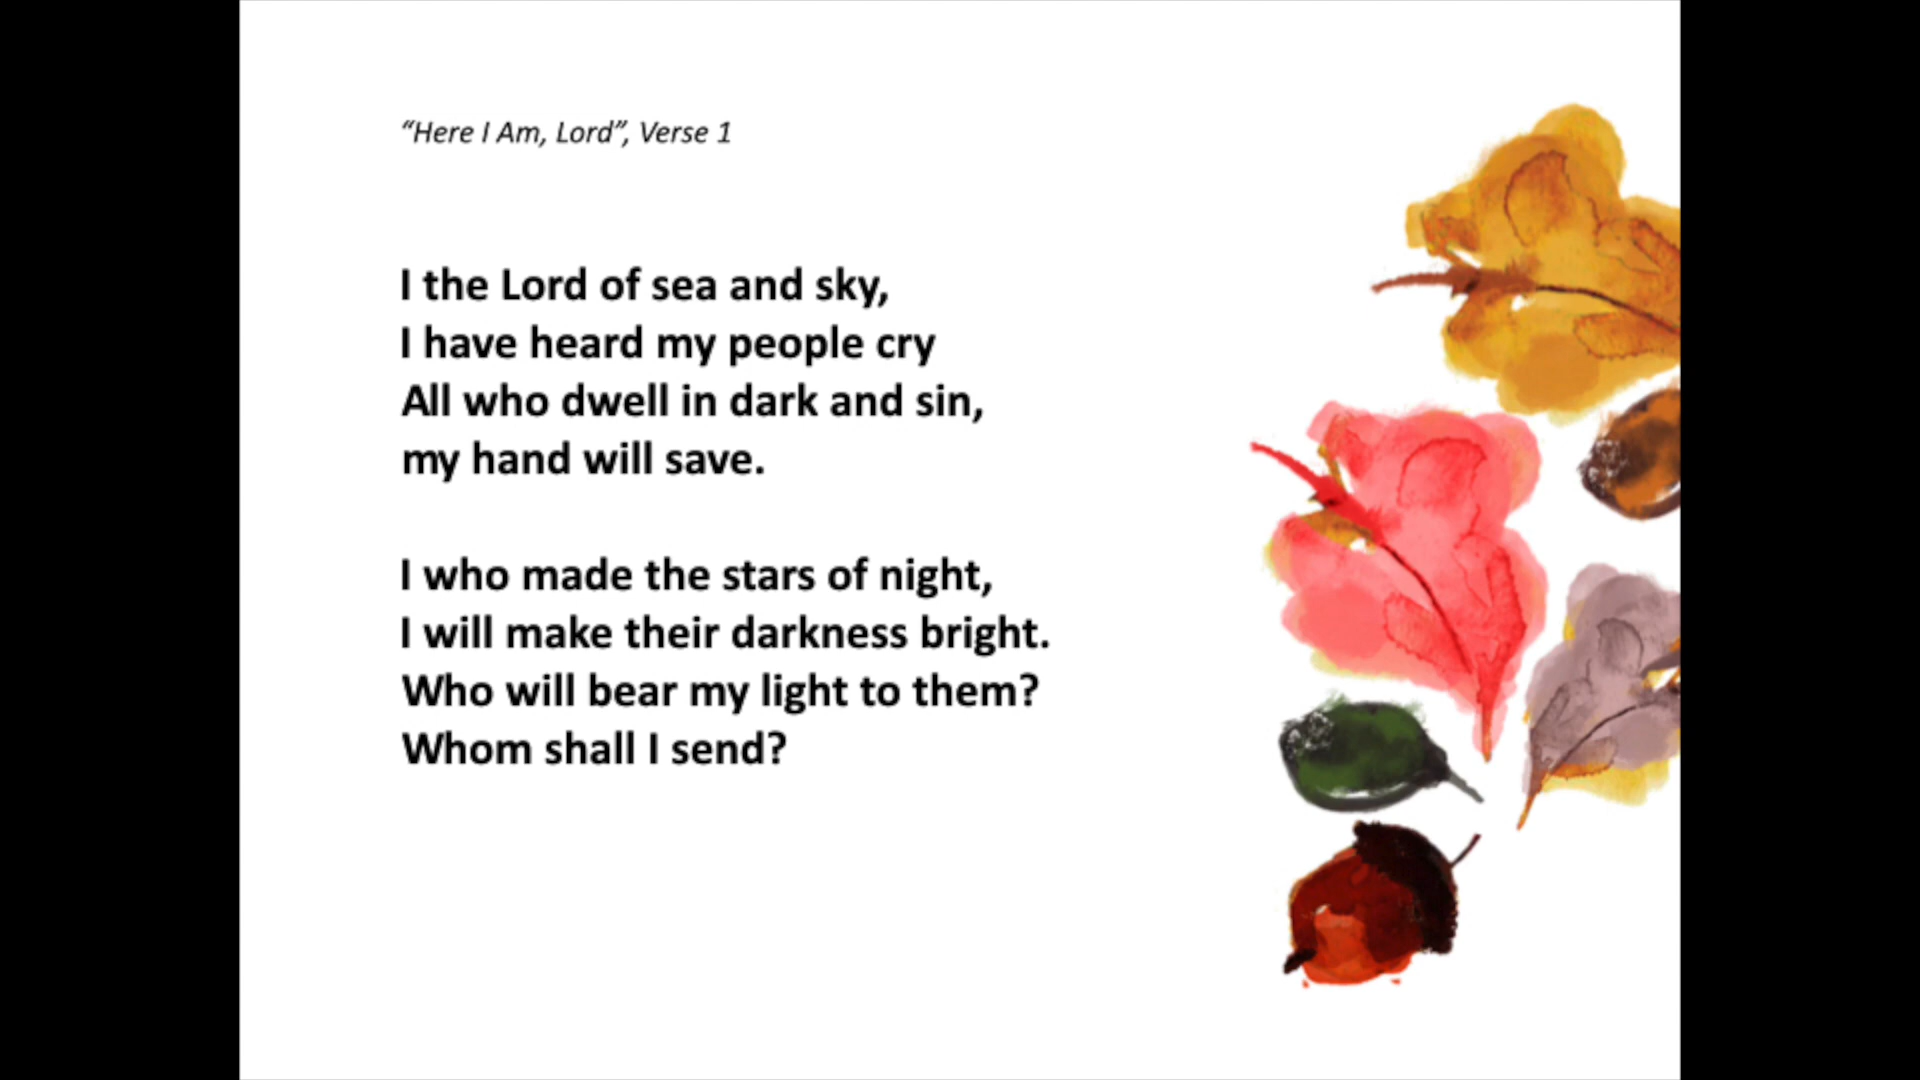 “Here I Am, Lord”, Verse 1
I the Lord of sea and sky,
I have heard my people cry
All who dwell in dark and sin,
my hand will save.
I who made the stars of night,
I will make their darkness bright.
Who will bear my light to them?
Whom shall I send?